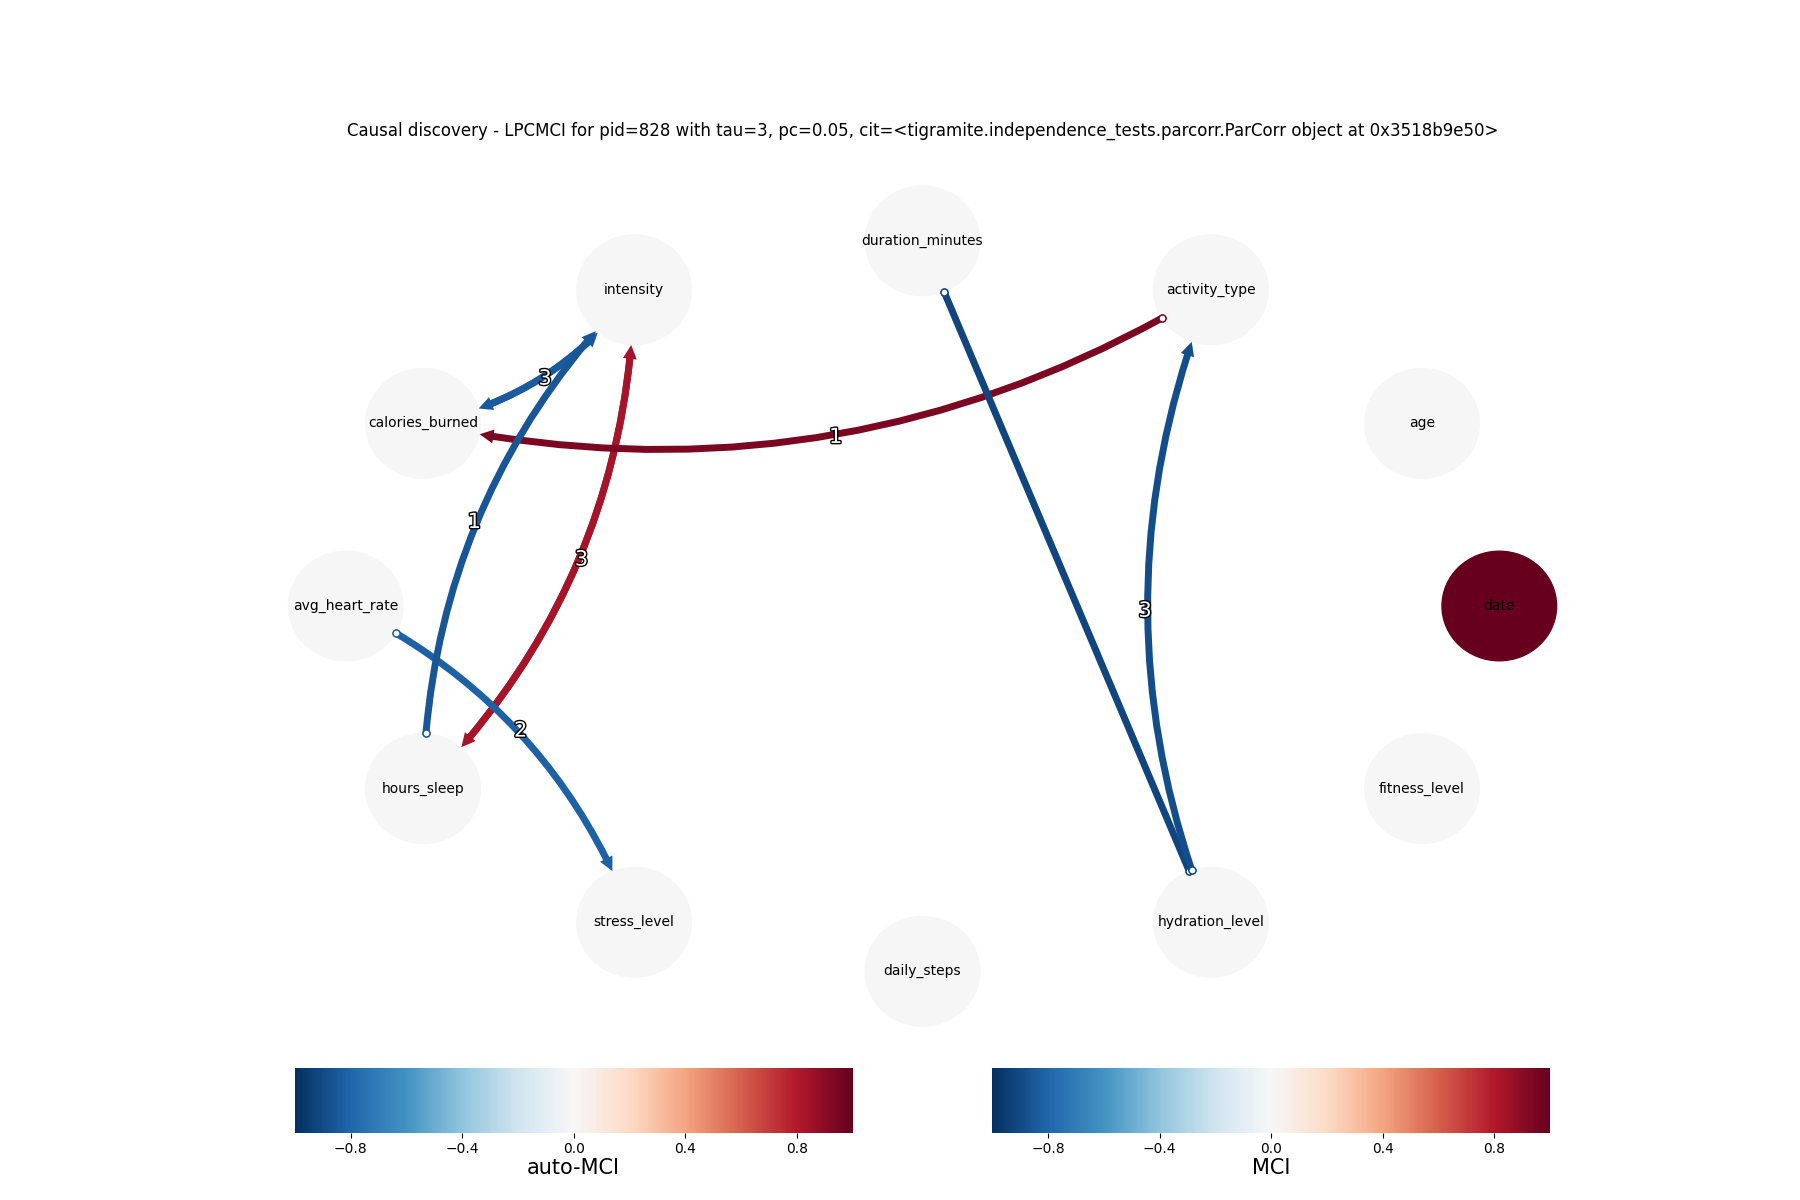 Causal discovery - LPCMCI for pid=828 with tau=3, pc=0.05, cit=<tigramite.independence_tests.parcorr.ParCorr object at 0x3518b9e50>
duration_minutes
intensity
activity_type
3
calories_burned
age
1
1
3
avg_heart_rate
date
3
2
hours_sleep
fitness_level
stress_level
hydration_level
daily_steps
−0.8 −0.4 0.0 0.4 0.8
auto-MCI
−0.8 −0.4 0.0 0.4 0.8
MCI